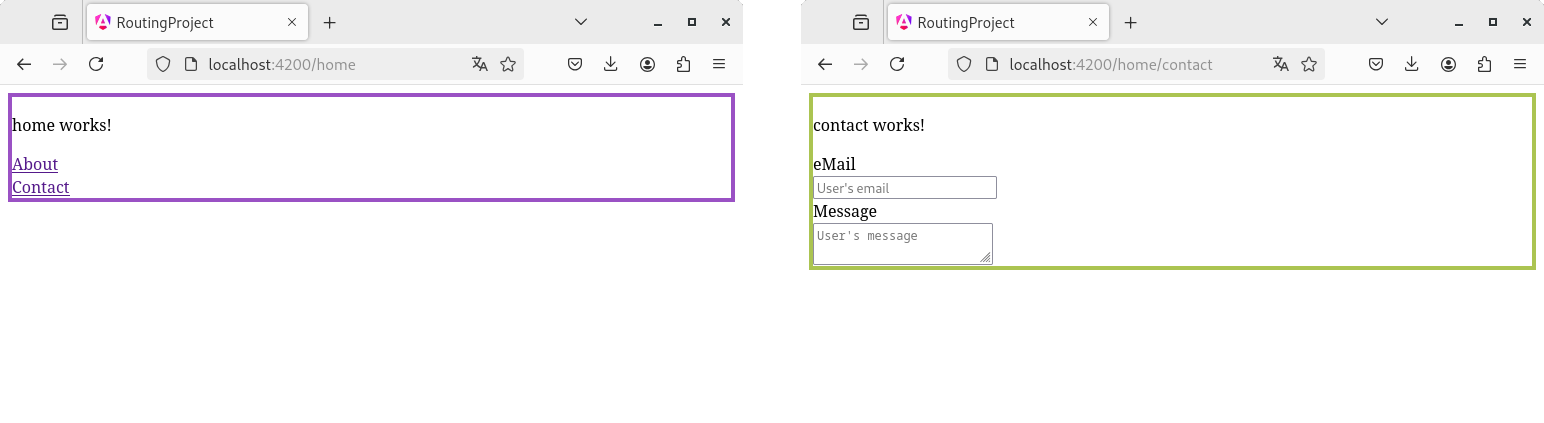 RoutingProject
localhost:4200/home
home works!
About
Contact
RoutingProject
localhost:4200/home/contact
contact works!
eMail
User's email
Message
User's message